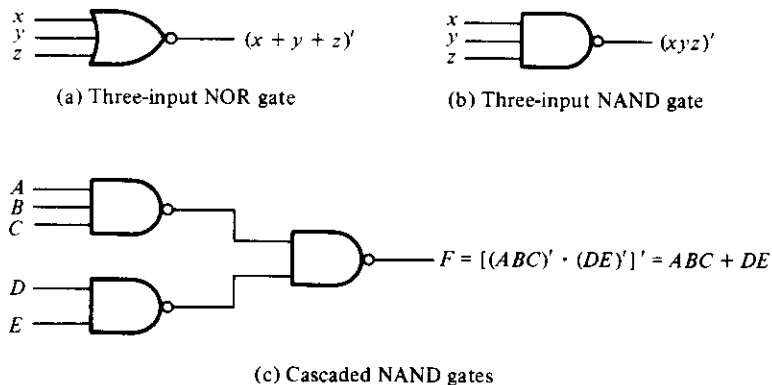 x
y
z
(x + y + z)′
(a) Three-input NOR gate
x
y
z
(xyz)′
(b) Three-input NAND gate
A
B
C
D
E
F = [(ABC)′ · (DE)′]′ = ABC + DE
(c) Cascaded NAND gates